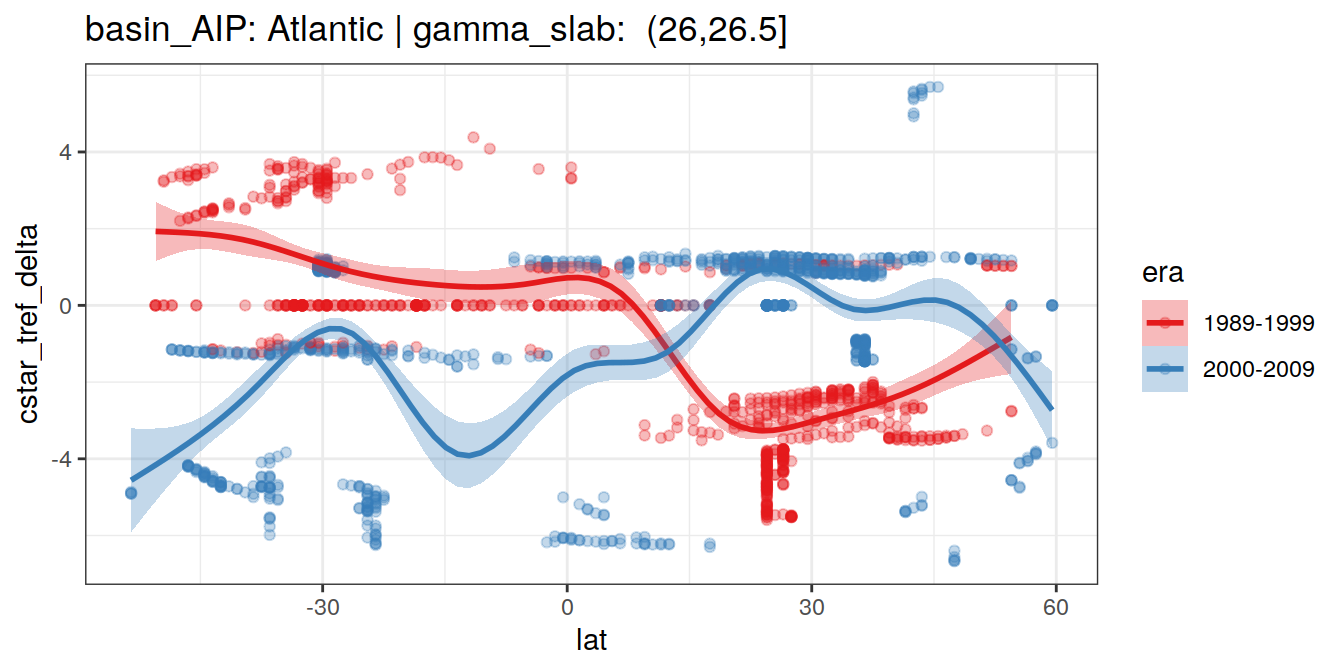 basin_AIP: Atlantic | gamma_slab:  (26,26.5]
4
0
-4
cstar_tref_delta
-30
0
30
60
lat
era
1989-1999
2000-2009